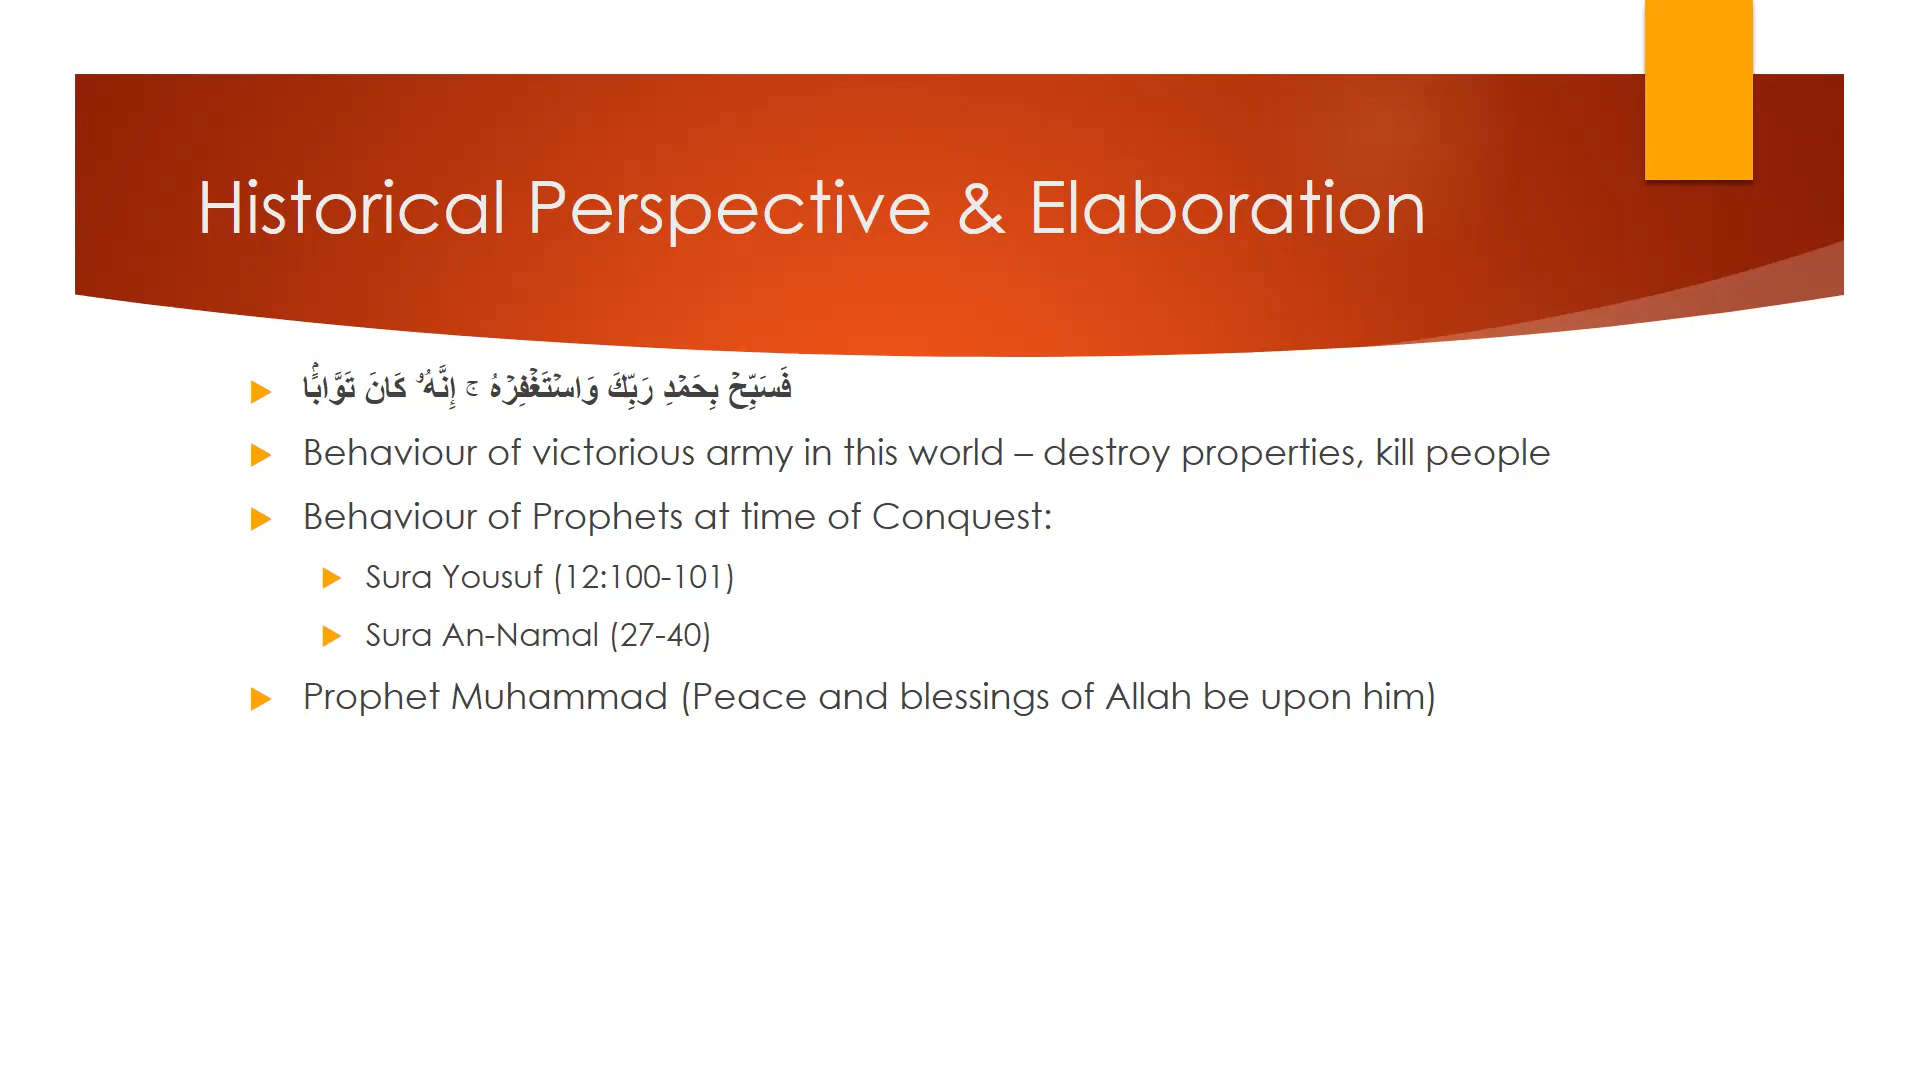 Historical Perspective & Elaboration
فَسَبِّحۡ بِحَمۡدِ رَبِّكَ وَاسۡتَغۡفِرۡهُ ۚ إِنَّهُۥ كَانَ تَوَّابَۢا
Behaviour of victorious army in this world – destroy properties, kill people
Behaviour of Prophets at time of Conquest:
Sura Yousuf (12:100-101)
Sura An-Namal (27-40)
Prophet Muhammad (Peace and blessings of Allah be upon him)